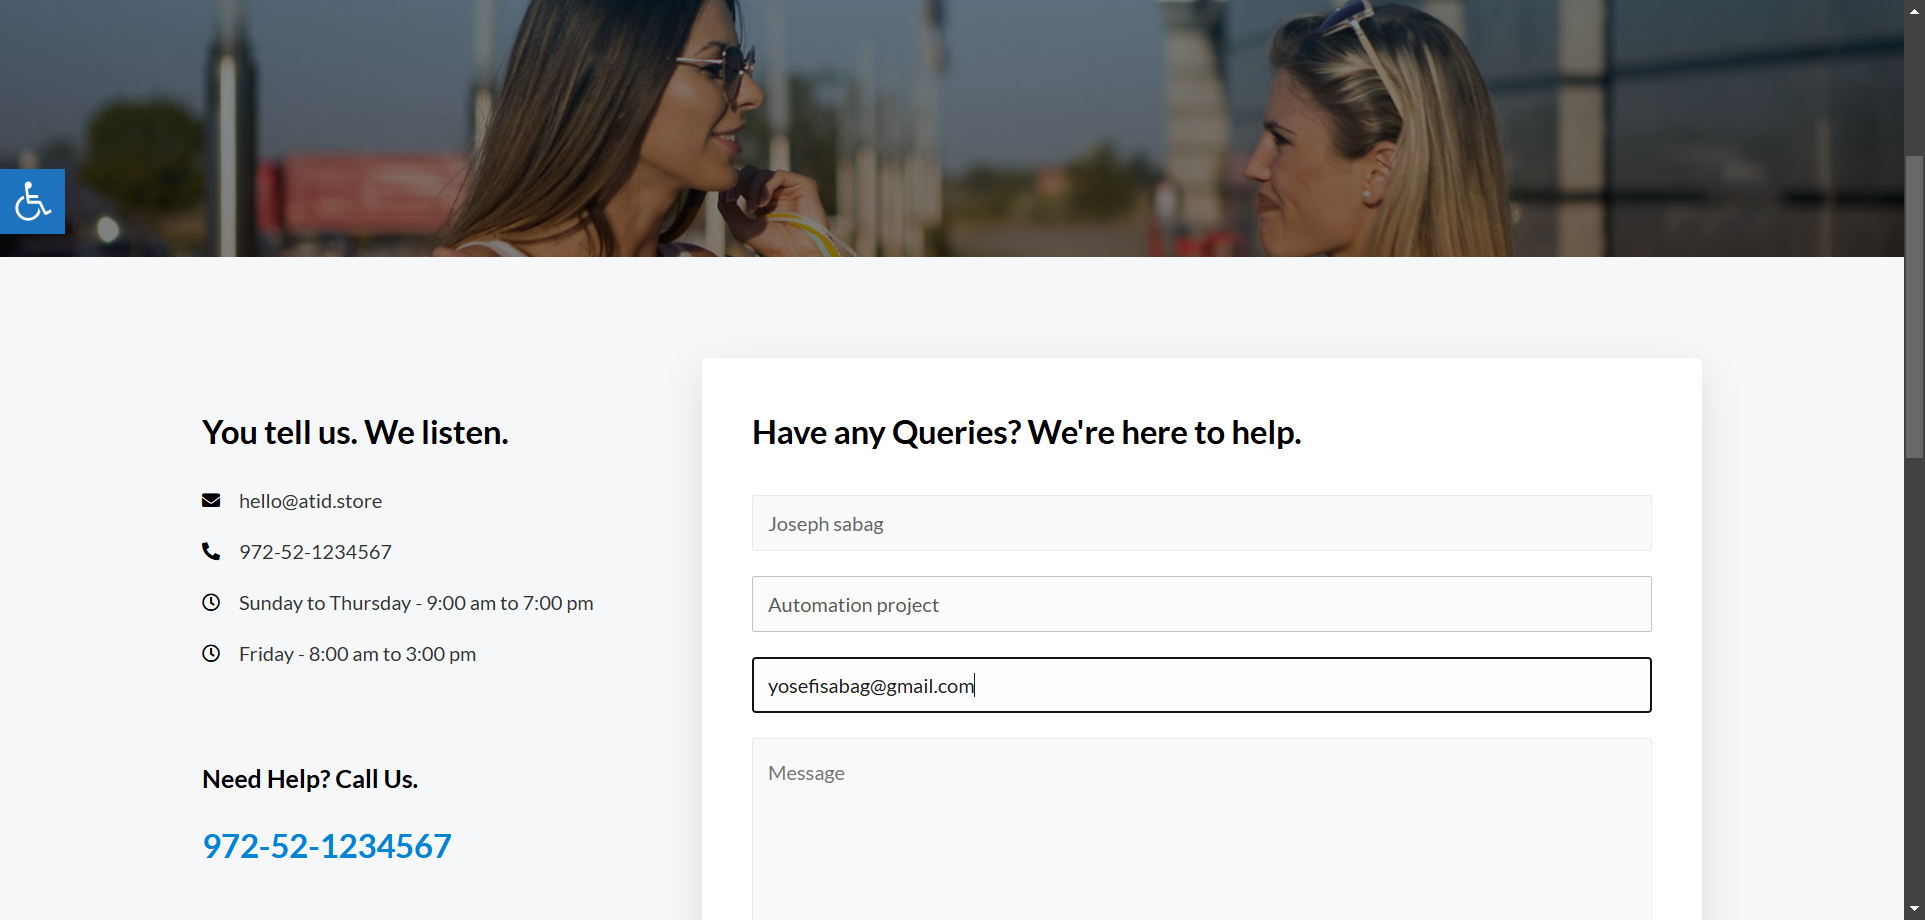 You tell us. We listen.
hello@atid.store
972-52-1234567
Sunday to Thursday - 9:00 am to 7:00 pm
Friday - 8:00 am to 3:00 pm
Need Help? Call Us.
972-52-1234567
Have any Queries? We're here to help.
Joseph sabag
Automation project
yosefisabag@gmail.com
Message